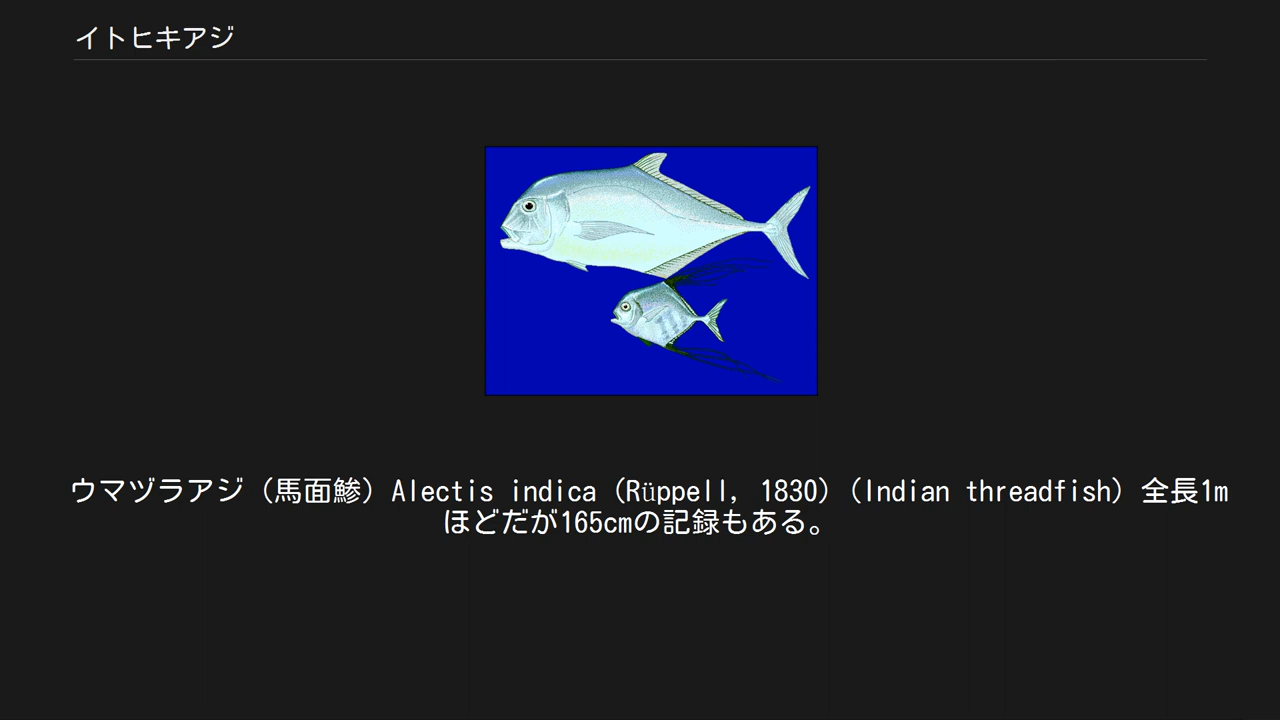 イトヒキアジ
ウマヅラアジ（馬面鯵）Alectis indica (Rüppell, 1830) (Indian threadfish) 全長1m
ほどだが165cmの記録もある。